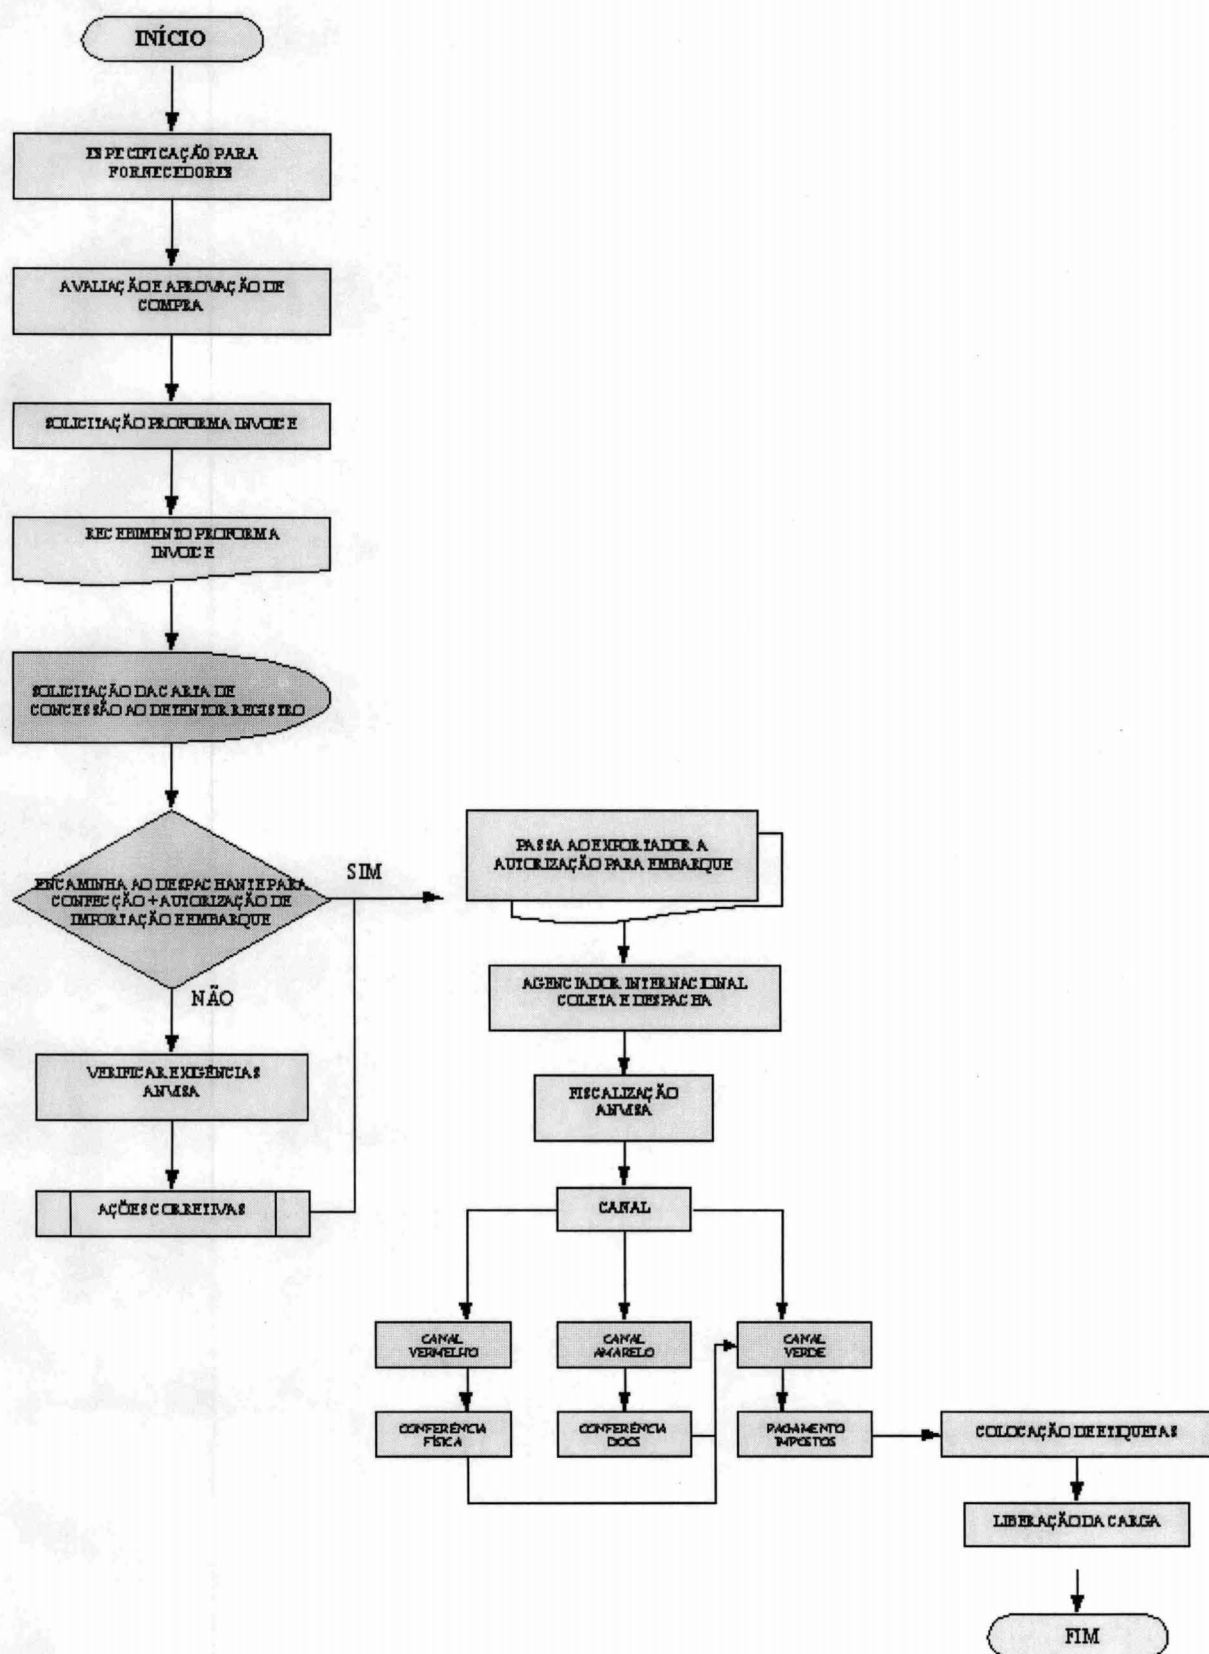 INÍCIO
ESPECIFICAÇÃO PARA
FORNECEDORES
AVALIAÇÃO E APROVAÇÃO DE
COMPRA
SOLICITAÇÃO PROFORMA INVOICE
RECEBIMENTO PROFORMA
INVOICE
SOLICITAÇÃO DA CARTA DE
CONCESSÃO AO DETENTOR REGISTRO
ENCAMINHA AO DESPACHANTE PARA
CONFECÇÃO + AUTORIZAÇÃO DE
IMPORTAÇÃO E EMBARQUE
SIM
NÃO
VERIFICAR EXIGÊNCIAS
ANVISA
AÇÕES CORRETIVAS
PASSA AO EXPORTADOR A
AUTORIZAÇÃO PARA EMBARQUE
AGENCIADOR INTERNACIONAL
COLETA E DESPACHA
FISCALIZAÇÃO
ANVISA
CANAL
CANAL
VERMELHO
CANAL
AMARELO
CANAL
VERDE
CONFERÊNCIA
FÍSICA
CONFERÊNCIA
DOCS
PAGAMENTO
IMPOSTOS
COLOCAÇÃO DE ETIQUETAS
LIBERAÇÃO DA CARGA
FIM